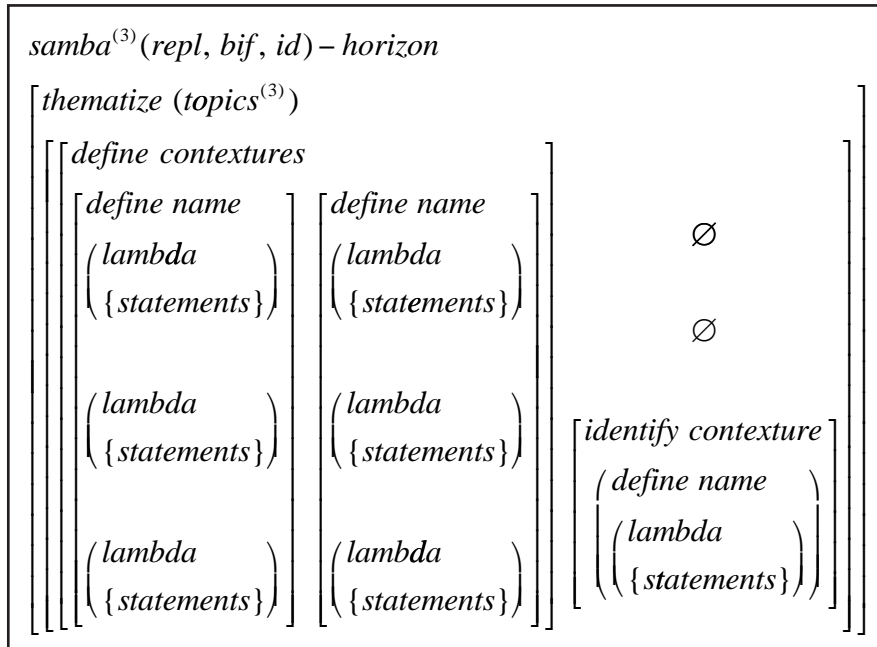 samba^(3)(repl, bif, id) – horizon
thematize (topics^(3))
define contextures
define name define name
lambda lambda ∅
{statements} {statements}
∅
lambda lambda
{statements} {statements} identify contexture
define name
lambda lambda lambda
{statements} {statements} {statements}